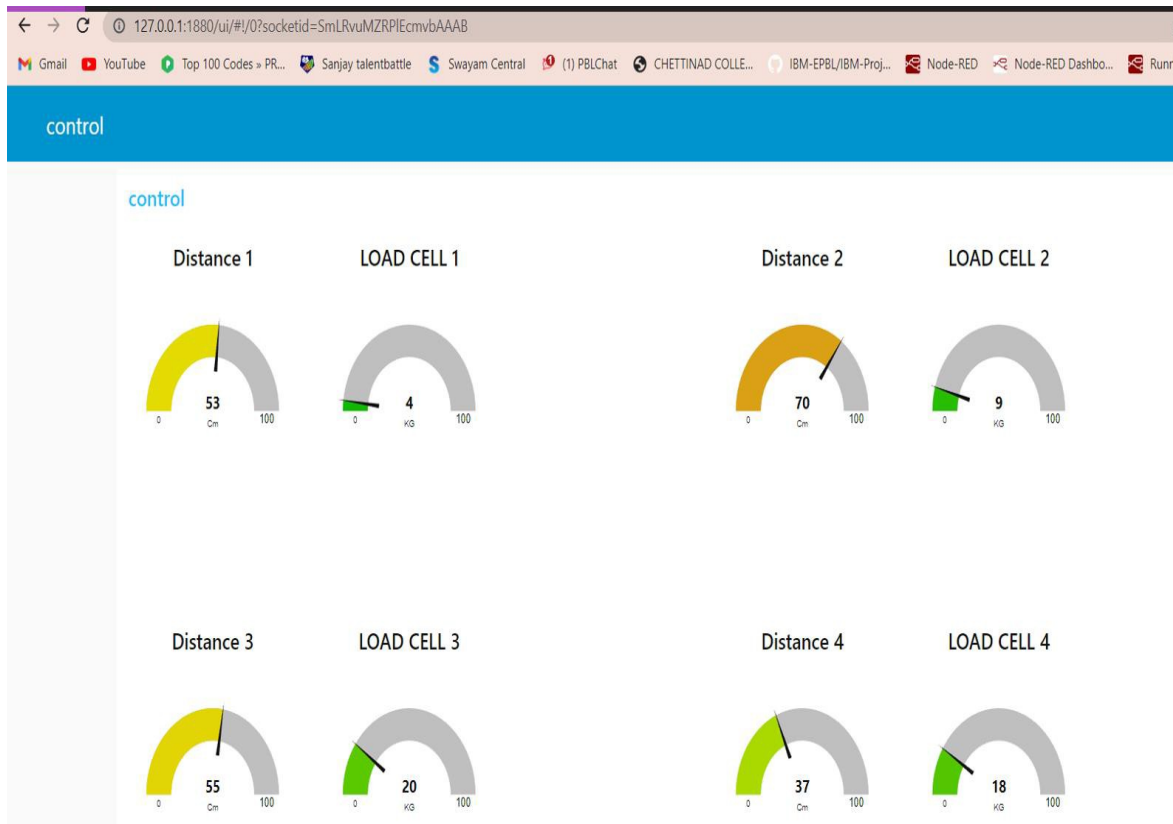 127.0.0.1:1880/ui/#!/0?socketid=SmLRvuMZRPlEcmvbAAAB
Gmail YouTube Top 100 Codes » PR... Sanjay talentbattle Swayam Central (1) PBLChat CHETTINAD COLLE... IBM-EPBL/IBM-Proj... Node-RED Node-RED Dashbo... Runn
control
control
Distance 1 LOAD CELL 1 Distance 2 LOAD CELL 2
53 4 70 9
0 Cm 100 0 KG 100 0 Cm 100 0 KG 100
Distance 3 LOAD CELL 3 Distance 4 LOAD CELL 4
55 20 37 18
0 Cm 100 0 KG 100 0 Cm 100 0 KG 100